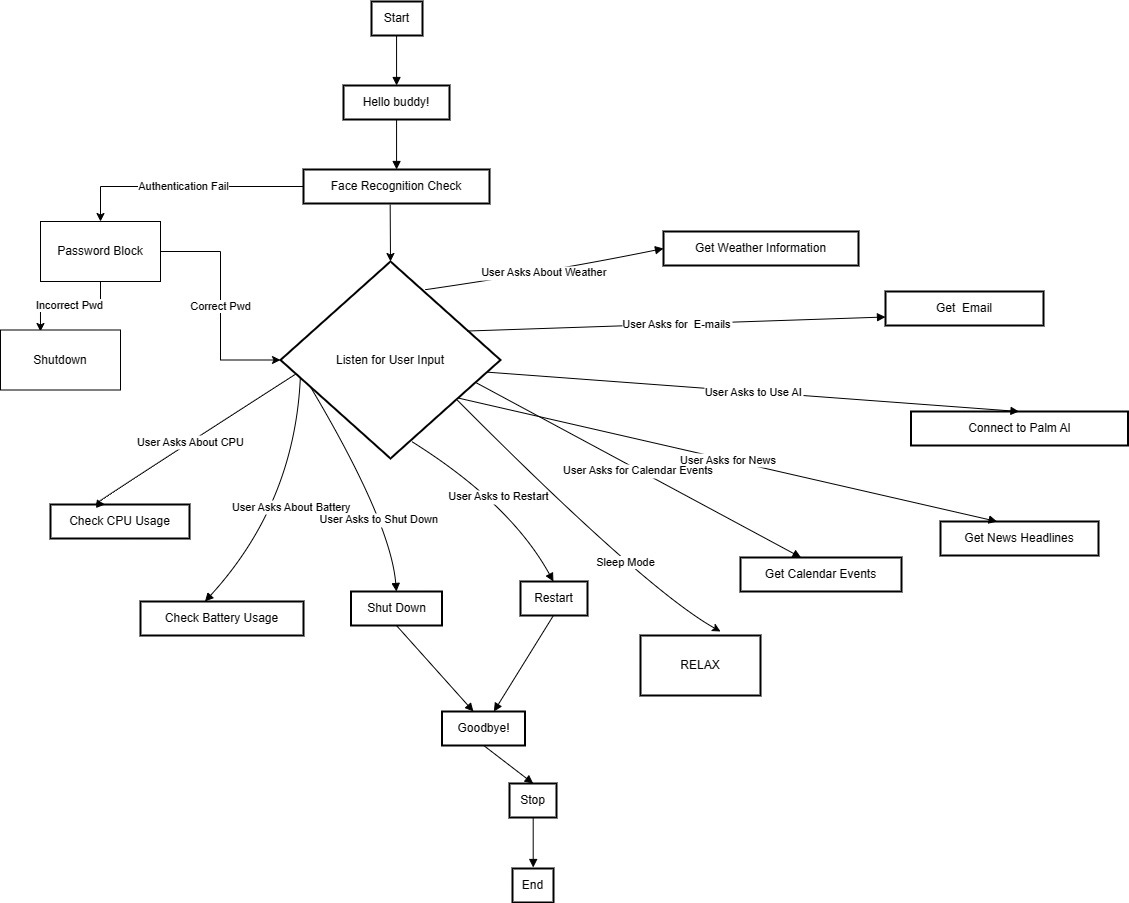 Start
Hello buddy!
Face Recognition Check
Authentication Fail
Password Block
Get Weather Information
User Asks About Weather
Incorrect Pwd
Correct Pwd
Get  Email
User Asks for  E-mails
Shutdown
Listen for User Input
User Asks to Use AI
Connect to Palm AI
User Asks About CPU
User Asks for News
User Asks for Calendar Events
User Asks to Restart
User Asks About Battery
User Asks to Shut Down
Check CPU Usage
Get News Headlines
Sleep Mode
Get Calendar Events
Restart
Shut Down
Check Battery Usage
RELAX
Goodbye!
Stop
End